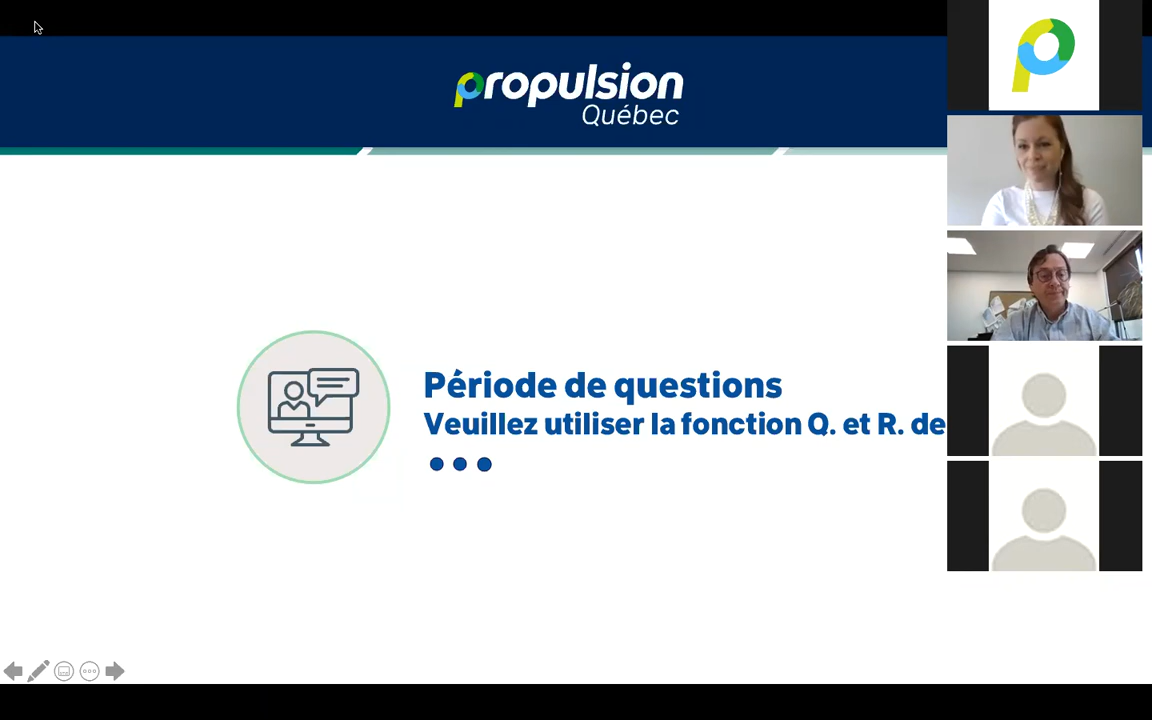 propulsion
Québec
Période de questions
Veuillez utiliser la fonction Q. et R. de